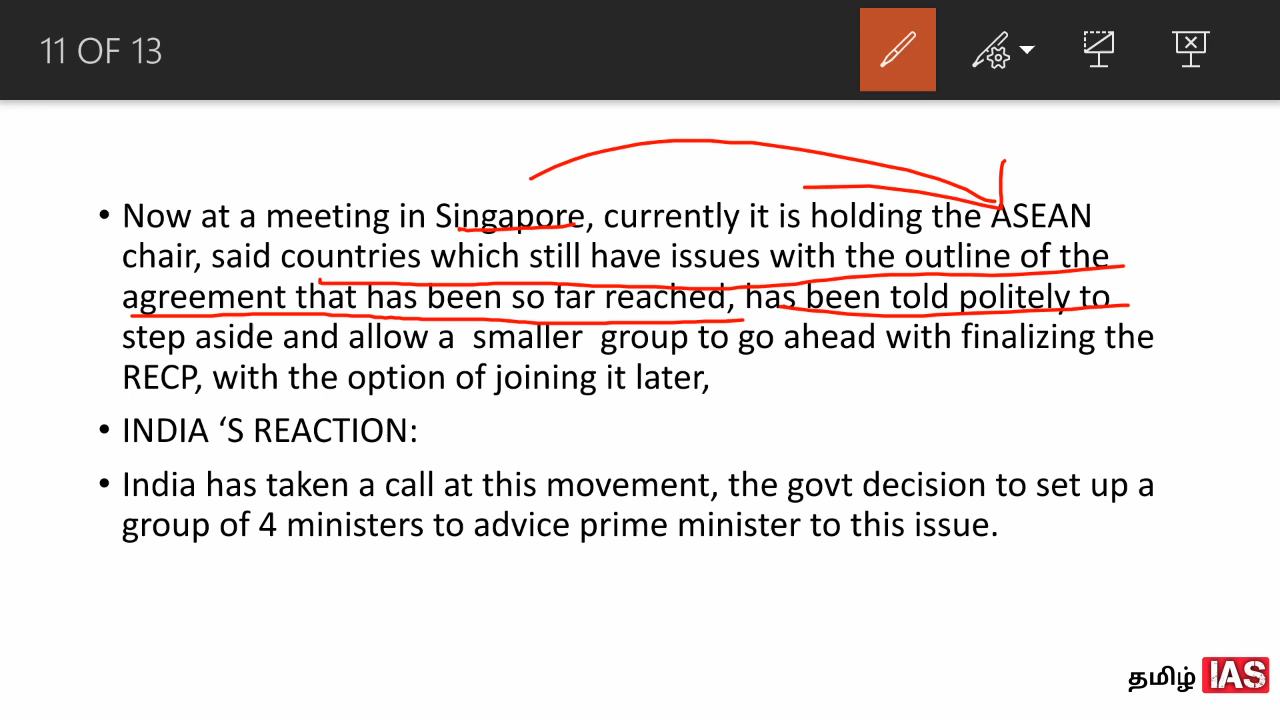 11 OF 13
• Now at a meeting in Singapore, currently it is holding the ASEAN
chair, said countries which still have issues with the outline of the
agreement that has been so far reached, has been told politely to
step aside and allow a smaller group to go ahead with finalizing the
RECP, with the option of joining it later,
• INDIA ‘S REACTION:
• India has taken a call at this movement, the govt decision to set up a
group of 4 ministers to advice prime minister to this issue.
தமிழ் IAS